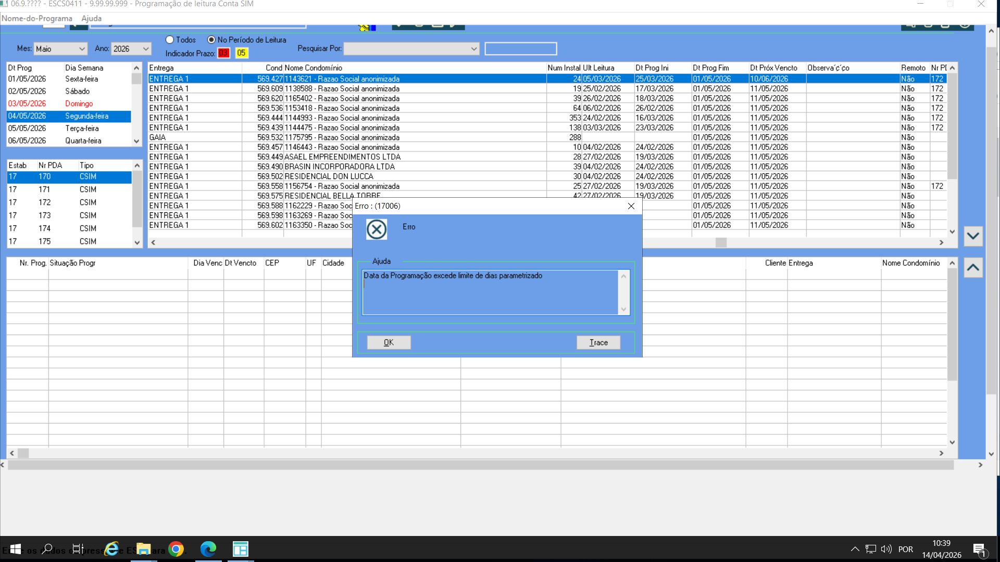 06.9.???? - ESCS0411 - 9.99.99.999 - Programação de leitura Conta SIM
Nome-do-Programa Ajuda
Mes: Maio Ano: 2026 Todos No Período de Leitura Pesquisar Por:
Indicador Prazo: 03 05
Dt Prog Dia Semana
01/05/2026 Sexta-feira
02/05/2026 Sábado
03/05/2026 Domingo
04/05/2026 Segunda-feira
05/05/2026 Terça-feira
06/05/2026 Quarta-feira
Estab Nr PDA Tipo
17 170 CSIM
17 171 CSIM
17 172 CSIM
17 173 CSIM
17 174 CSIM
17 175 CSIM
Entrega Cond Nome Condomínio Num Instal Ult Leitura Dt Prog Ini Dt Prog Fim Dt Próx Vencto Observa´¢´¢o Remoto Nr
ENTREGA 1 569.427 1143621 - Razao Social anonimizada 24 05/03/2026 25/03/2026 01/05/2026 10/06/2026 Não 172
ENTREGA 1 569.609 1138588 - Razao Social anonimizada 19 25/02/2026 17/03/2026 01/05/2026 11/05/2026 Não 172
ENTREGA 1 569.620 1165402 - Razao Social anonimizada 39 26/02/2026 18/03/2026 01/05/2026 11/05/2026 Não 172
ENTREGA 1 569.536 1153418 - Razao Social anonimizada 64 06/02/2026 26/02/2026 01/05/2026 11/05/2026 Não 172
ENTREGA 1 569.444 1144993 - Razao Social anonimizada 353 24/02/2026 16/03/2026 01/05/2026 11/05/2026 Não 172
ENTREGA 1 569.439 1144475 - Razao Social anonimizada 138 03/03/2026 23/03/2026 01/05/2026 11/05/2026 Não 172
GAIA 569.532 1175795 - Razao Social anonimizada 288 01/05/2026 11/05/2026 Não
ENTREGA 1 569.457 1146443 - Razao Social anonimizada 10 04/02/2026 24/02/2026 01/05/2026 11/05/2026 Não
ENTREGA 1 569.449 ASAEL EMPREENDIMENTOS LTDA 28 27/02/2026 19/03/2026 01/05/2026 11/05/2026 Não
ENTREGA 1 569.490 BRASIN INCORPORADORA LTDA 39 04/02/2026 24/02/2026 01/05/2026 11/05/2026 Não
ENTREGA 1 569.502 RESIDENCIAL DON LUCCA 30 04/02/2026 24/02/2026 01/05/2026 11/05/2026 Não
ENTREGA 1 569.558 1156754 - Razao Social anonimizada 25 27/02/2026 19/03/2026 01/05/2026 11/05/2026 Não 172
ENTREGA 1 569.575 RESIDENCIAL BELLA TORRE 42 27/02/2026 19/03/2026 01/05/2026 11/05/2026 Não
ENTREGA 1 569.588 1162229 - Razao Soc 01/05/2026 11/05/2026 Não
ENTREGA 1 569.598 1163269 - Razao Soc 01/05/2026 11/05/2026 Não
ENTREGA 1 569.602 1163350 - Razao Soc 01/05/2026 11/05/2026 Não
Erro : (17006)
Erro
Ajuda
Data da Programação excede limite de dias parametrizado
OK Trace
Nr. Prog. Situação Progr Dia Venc Dt Vencto CEP UF Cidade Cliente Entrega Nome Condomínio
POR
10:39
14/04/2026
1